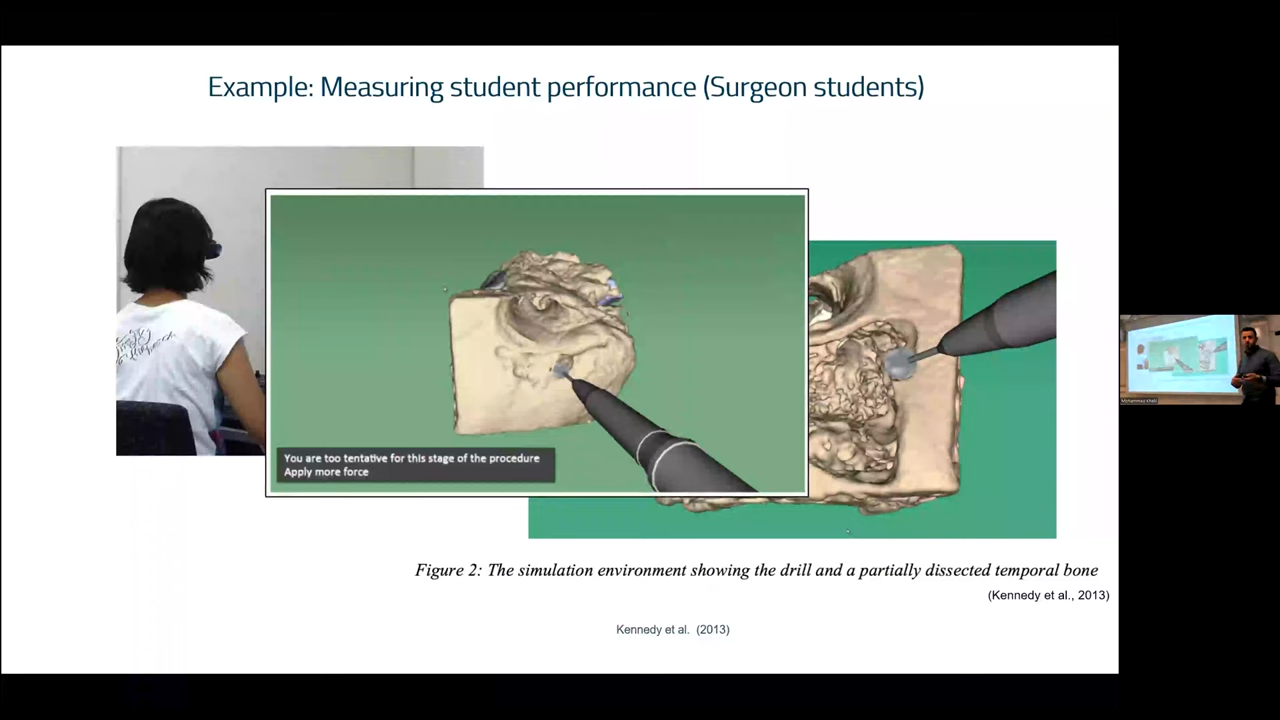 Example: Measuring student performance (Surgeon students)
You are too tentative for this stage of the procedure
Apply more force
Figure 2: The simulation environment showing the drill and a partially dissected temporal bone
(Kennedy et al., 2013)
Kennedy et al. (2013)
Mohammad Khalil